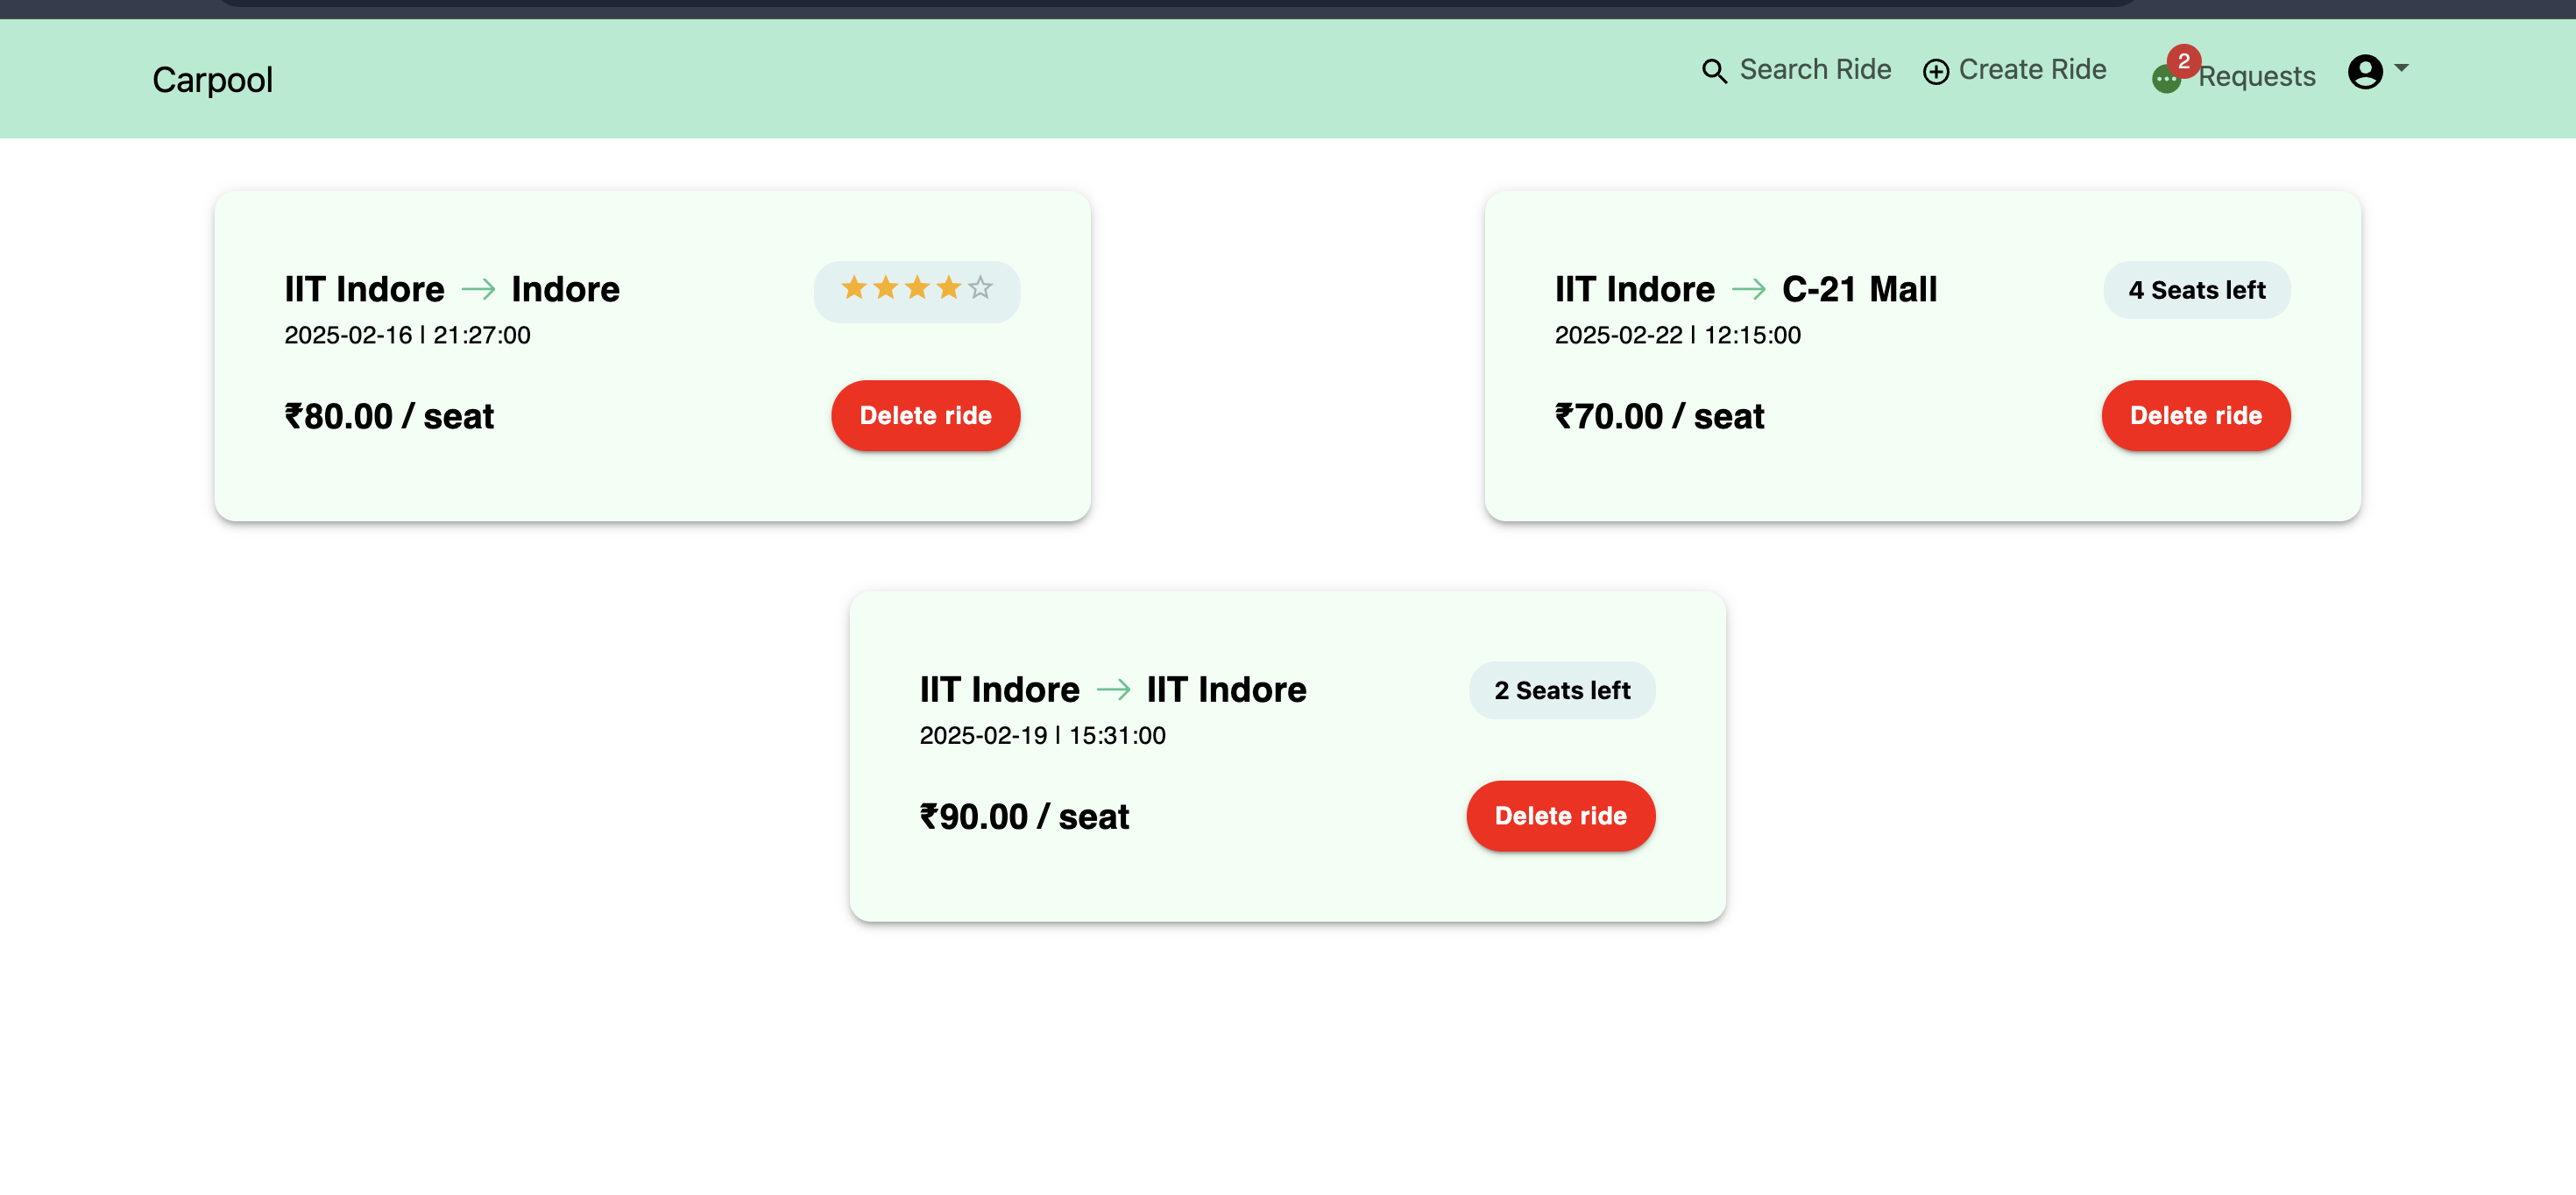 Carpool
Search Ride
Create Ride
2
Requests
IIT Indore → Indore
2025-02-16 | 21:27:00
₹80.00 / seat
Delete ride
IIT Indore → C-21 Mall
4 Seats left
2025-02-22 | 12:15:00
₹70.00 / seat
Delete ride
IIT Indore → IIT Indore
2 Seats left
2025-02-19 | 15:31:00
₹90.00 / seat
Delete ride